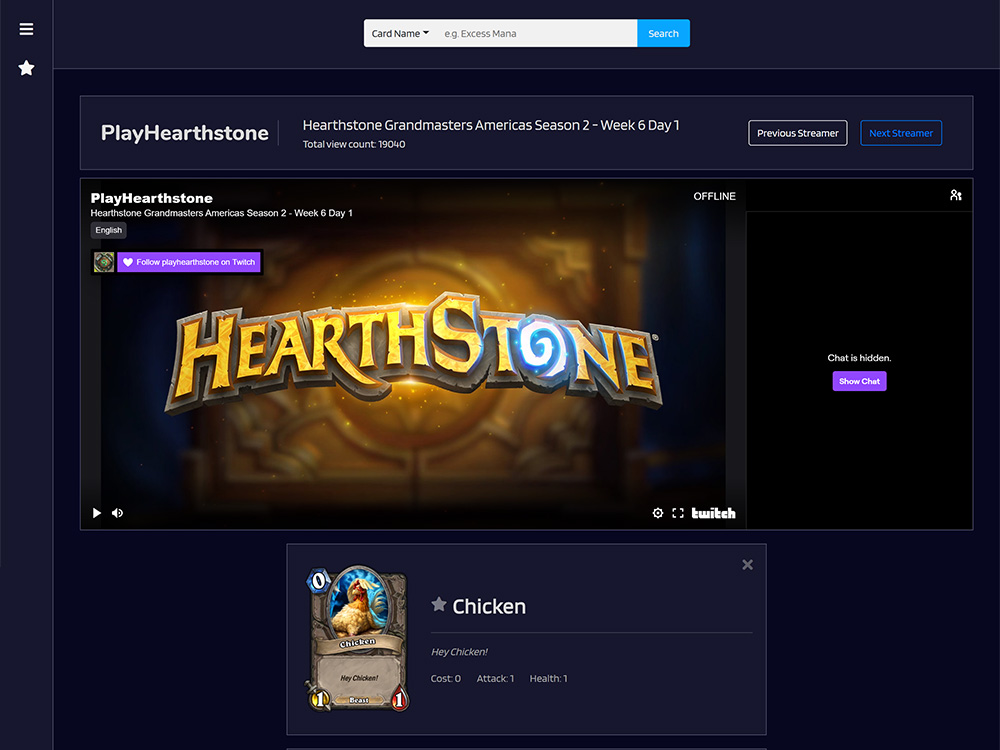 Card Name
e.g. Excess Mana
Search
PlayHearthstone
Hearthstone Grandmasters Americas Season 2 - Week 6 Day 1
Total view count: 19040
Previous Streamer
Next Streamer
PlayHearthstone
OFFLINE
Hearthstone Grandmasters Americas Season 2 - Week 6 Day 1
English
Follow playhearthstone on Twitch
HEARTHSTONE®
Chat is hidden.
Show Chat
twitch
0
Chicken
Hey Chicken!
1
Beast
1
Chicken
Hey Chicken!
Cost: 0 Attack: 1 Health: 1